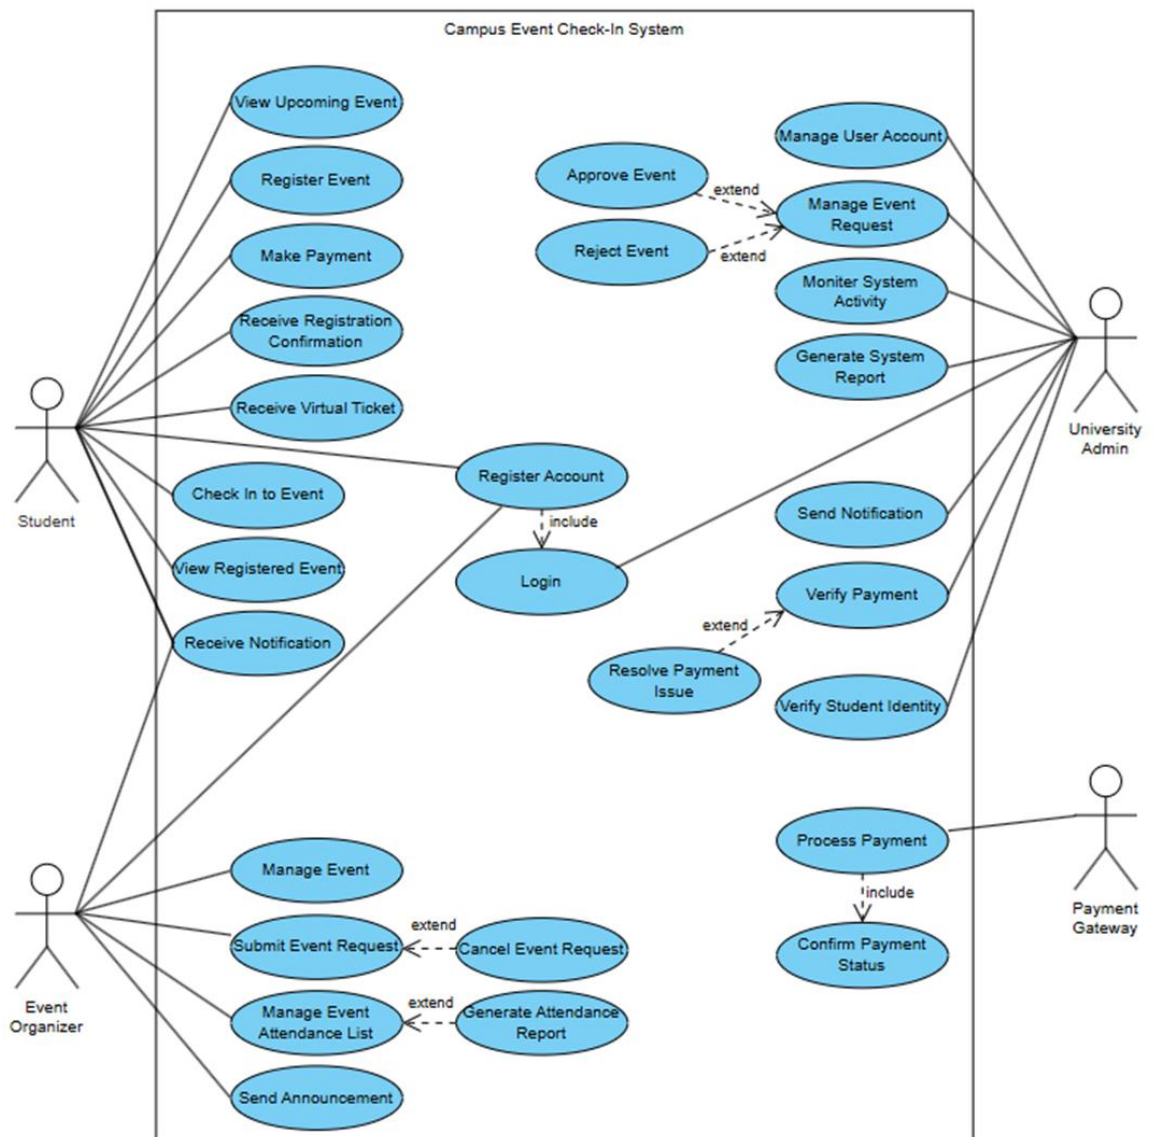 Campus Event Check-In System
View Upcoming Event
Register Event
Make Payment
Receive Registration
Confirmation
Receive Virtual Ticket
Check In to Event
View Registered Event
Receive Notification
Student
Register Account
include
Login
Approve Event
Reject Event
extend
extend
Manage User Account
Manage Event
Request
Moniter System
Activity
Generate System
Report
University
Admin
Send Notification
Verify Payment
extend
Resolve Payment
Issue
Verify Student Identity
Process Payment
include
Confirm Payment
Status
Payment
Gateway
Manage Event
Submit Event Request
extend
Cancel Event Request
Manage Event
Attendance List
extend
Generate Attendance
Report
Send Announcement
Event
Organizer